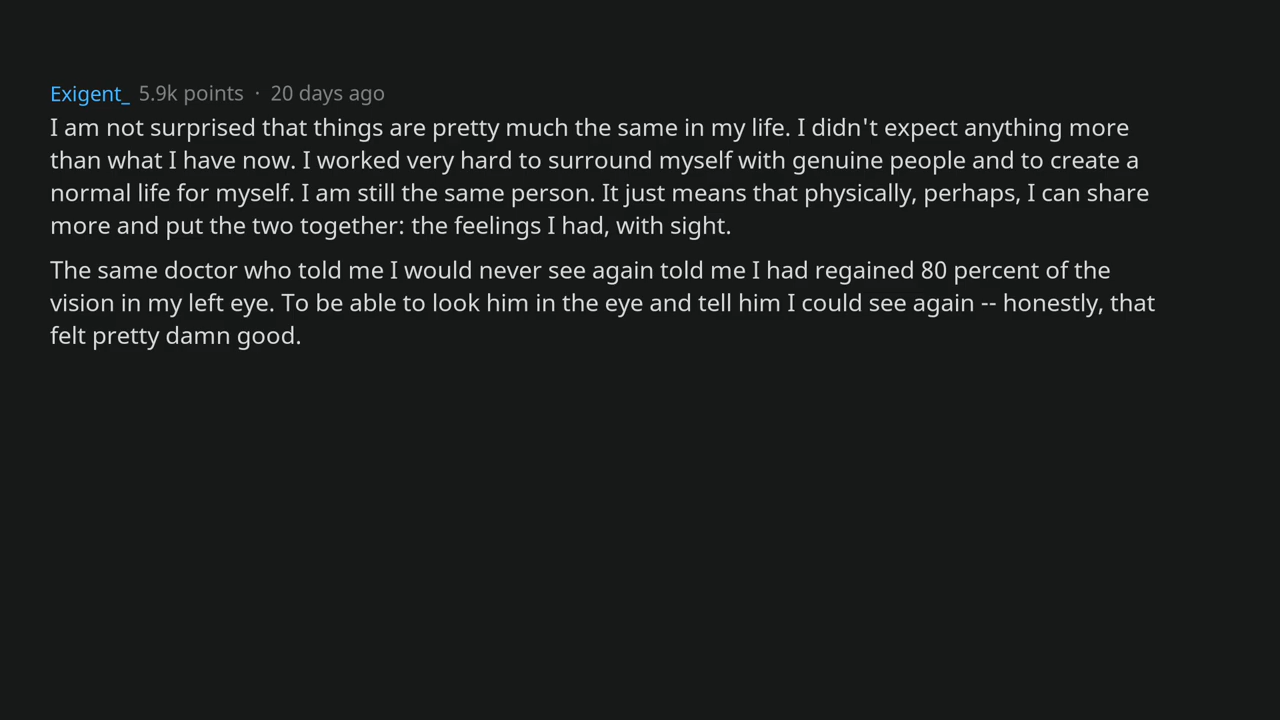 Exigent_ 5.9k points · 20 days ago
I am not surprised that things are pretty much the same in my life. I didn't expect anything more
than what I have now. I worked very hard to surround myself with genuine people and to create a
normal life for myself. I am still the same person. It just means that physically, perhaps, I can share
more and put the two together: the feelings I had, with sight.
The same doctor who told me I would never see again told me I had regained 80 percent of the
vision in my left eye. To be able to look him in the eye and tell him I could see again -- honestly, that
felt pretty damn good.